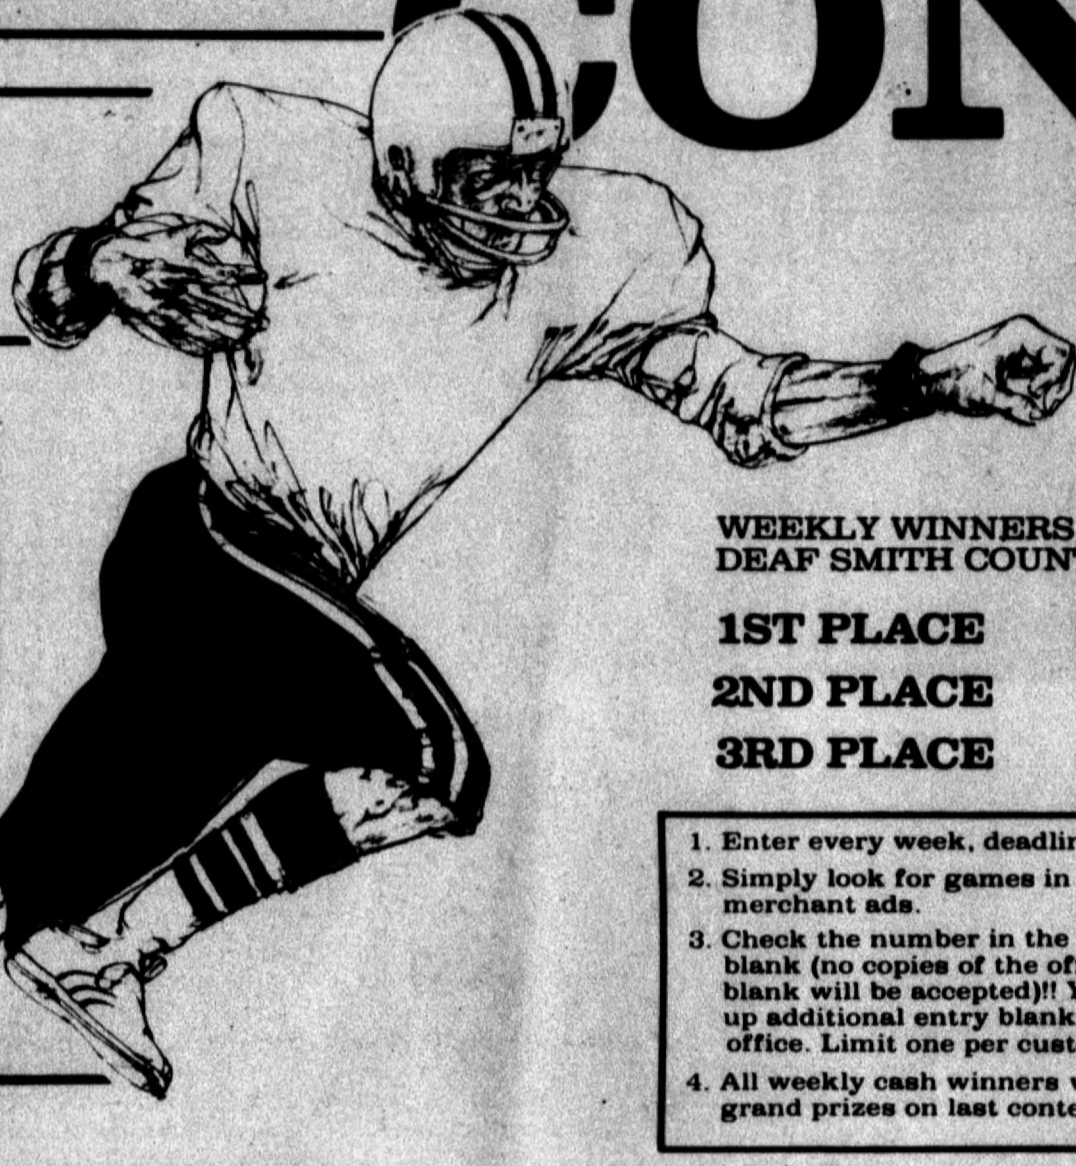 CON
WEEKLY WINNERS
DEAF SMITH COUN
1ST PLACE
2ND PLACE
3RD PLACE
1. Enter every week, deadlin
2. Simply look for games in
merchant ads.
3. Check the number in the
blank (no copies of the of
blank will be accepted)!! Y
up additional entry blank
office. Limit one per cust
4. All weekly cash winners w
grand prizes on last conte